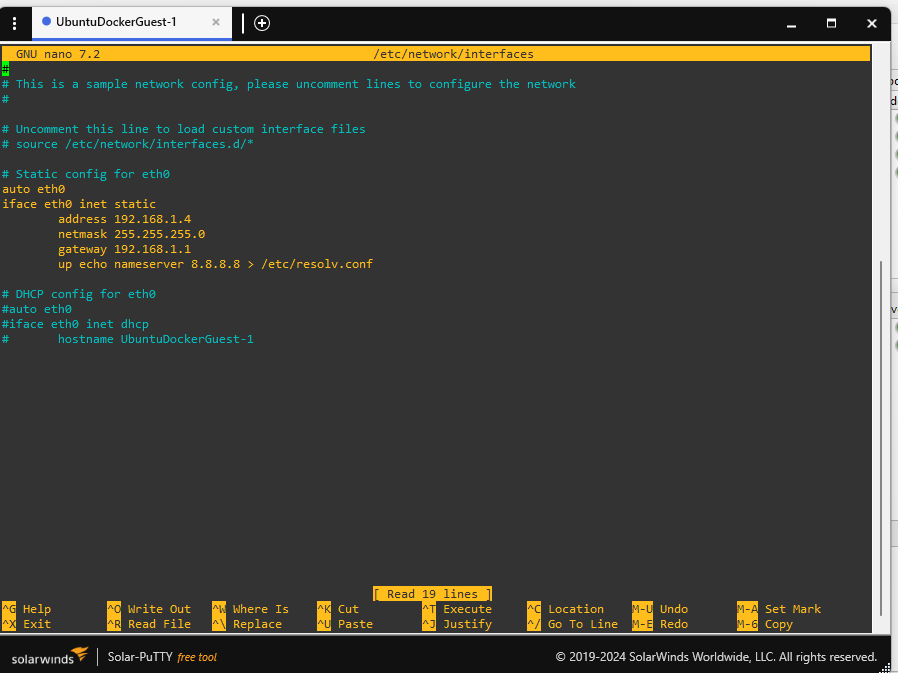 UbuntuDockerGuest-1
GNU nano 7.2 /etc/network/interfaces
#
# This is a sample network config, please uncomment lines to configure the network
#
# Uncomment this line to load custom interface files
# source /etc/network/interfaces.d/*
# Static config for eth0
auto eth0
iface eth0 inet static
address 192.168.1.4
netmask 255.255.255.0
gateway 192.168.1.1
up echo nameserver 8.8.8.8 > /etc/resolv.conf
# DHCP config for eth0
#auto eth0
#iface eth0 inet dhcp
# hostname UbuntuDockerGuest-1
[ Read 19 lines ]
^G Help ^O Write Out ^W Where Is ^K Cut ^T Execute ^C Location M-U Undo M-A Set Mark
^X Exit ^R Read File ^\ Replace ^U Paste ^J Justify ^/ Go To Line M-E Redo M-6 Copy
solarwinds Solar-PuTTY free tool © 2019-2024 SolarWinds Worldwide, LLC. All rights reserved.